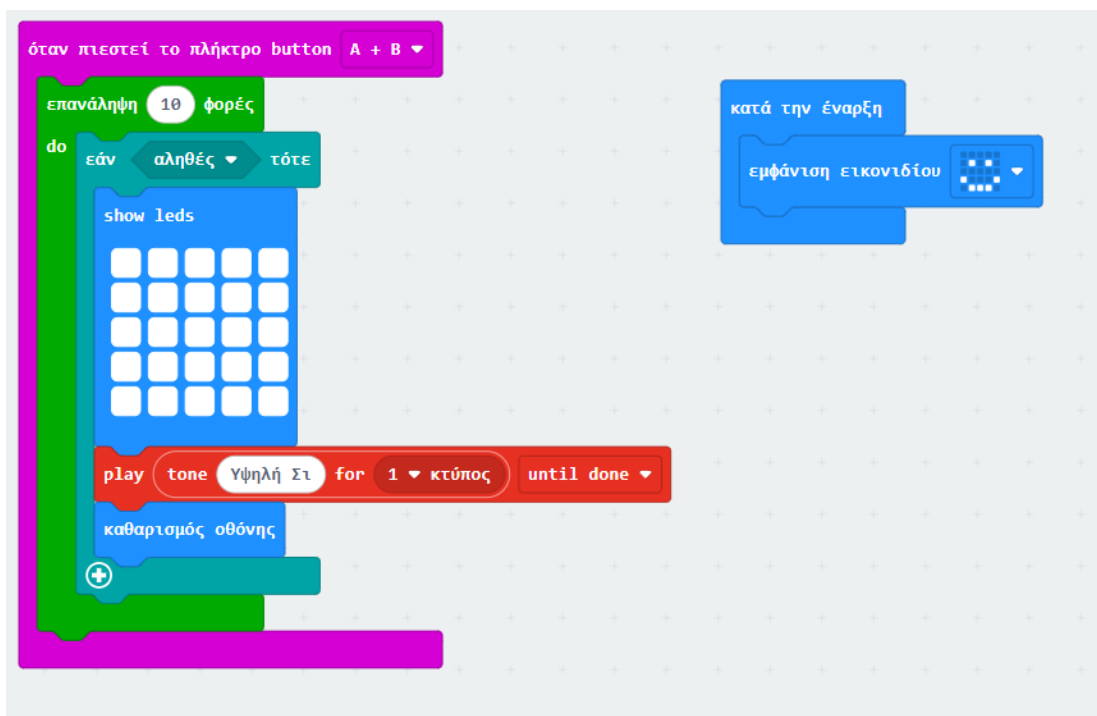 όταν πιεστεί το πλήκτρο button A + B
επανάληψη 10 φορές
do
εάν αληθές τότε
show leds
play tone Υψηλή Σι for 1 κτύπος until done
καθαρισμός οθόνης
κατά την έναρξη
εμφάνιση εικονιδίου